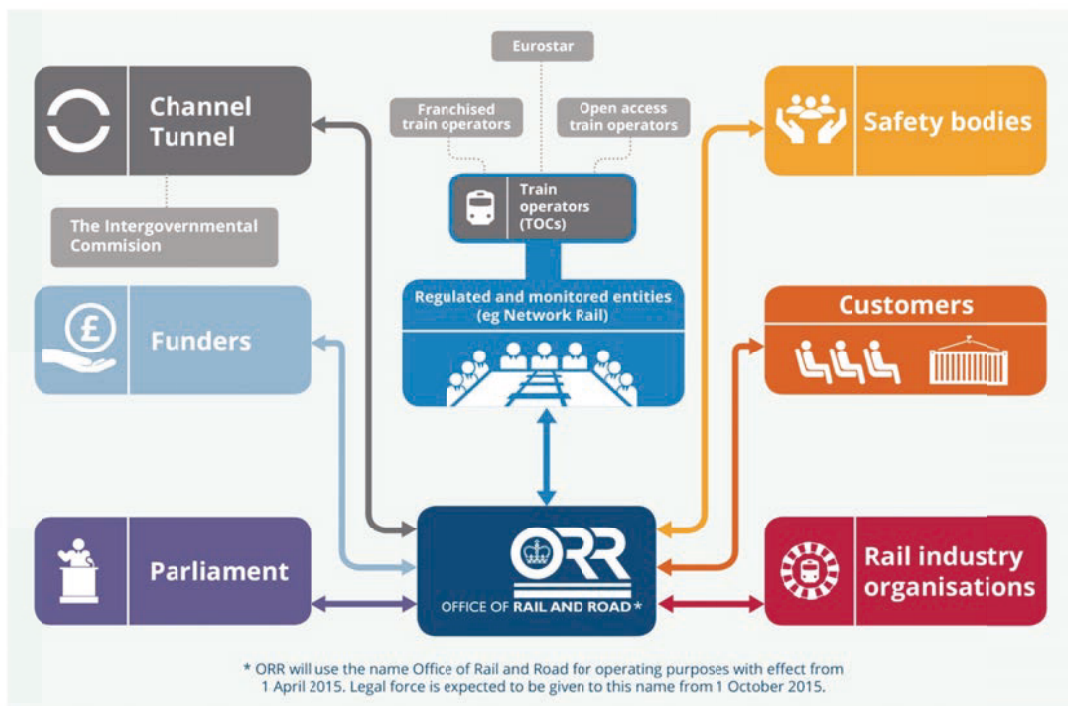 Eurostar
Channel
Tunnel
Franchised
train operators
Open access
train operators
Safety bodies
Train
operators
(TOCs)
The Intergovernmental
Commision
Regulated and monitored entities
(eg Network Rail)
Funders
£
Customers
Parliament
ORR
OFFICE OF RAIL AND ROAD *
Rail industry
organisations
* ORR will use the name Office of Rail and Road for operating purposes with effect from
1 April 2015. Legal force is expected to be given to this name from 1 October 2015.